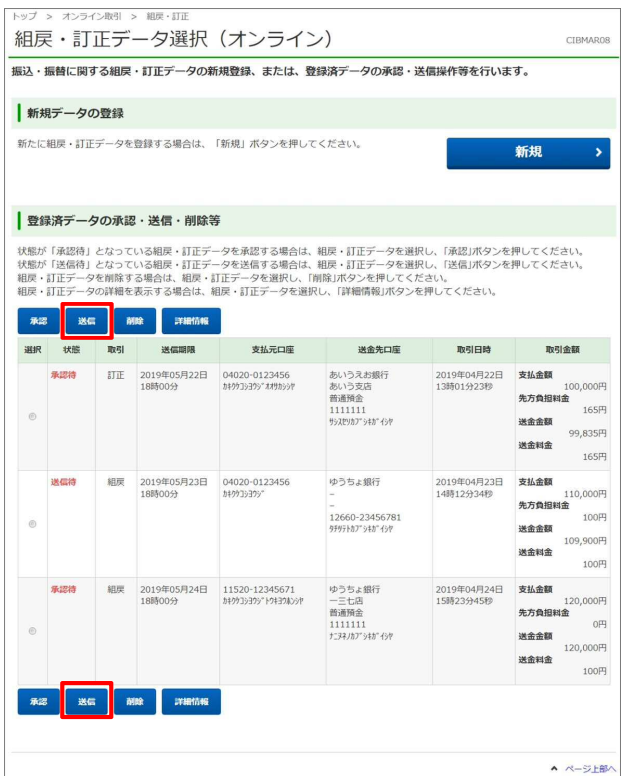 トップ > オンライン取引 > 組戻・訂正
組戻・訂正データ選択（オンライン）
CIBMAR08
振込・振替に関する組戻・訂正データの新規登録、または、登録済データの承認・送信操作等を行います。
新規データの登録
新たに組戻・訂正データを登録する場合は、「新規」ボタンを押してください。
新規
登録済データの承認・送信・削除等
状態が「承認待」となっている組戻・訂正データを承認する場合は、組戻・訂正データを選択し、「承認」ボタンを押してください。
状態が「送信待」となっている組戻・訂正データを送信する場合は、組戻・訂正データを選択し、「送信」ボタンを押してください。
組戻・訂正データを削除する場合は、組戻・訂正データを選択し、「削除」ボタンを押してください。
組戻・訂正データの詳細を表示する場合は、組戻・訂正データを選択し、「詳細情報」ボタンを押してください。
承認 送信 削除 詳細情報
選択 状態 取引 送信期限 支払元口座 送金先口座 取引日時 取引金額
承認待 訂正 2019年05月22日 04020-0123456 あいうえお銀行 2019年04月22日 支払金額
18時00分 あいう支店 13時01分23秒 100,000円
普通預金 先方負担料金
1111111 165円
送金金額
99,835円
送金料金
165円
送信待 組戻 2019年05月23日 04020-0123456 ゆうちょ銀行 2019年04月23日 支払金額
18時00分 – 14時12分34秒 110,000円
– 先方負担料金
12660-23456781 100円
送金金額
109,900円
送金料金
100円
承認待 組戻 2019年05月24日 11520-12345671 ゆうちょ銀行 2019年04月24日 支払金額
18時00分 一三七店 15時23分45秒 120,000円
普通預金 先方負担料金
1111111 0円
送金金額
120,000円
送金料金
100円
承認 送信 削除 詳細情報
ページ上部へ